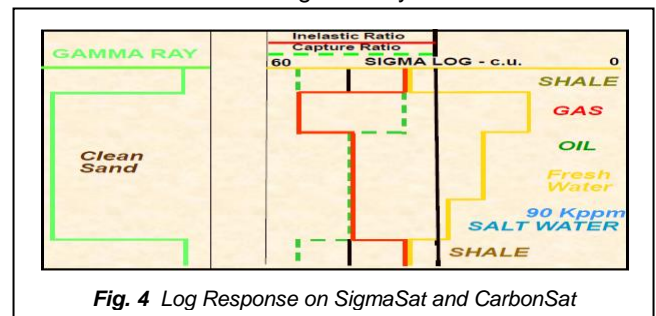 Inelastic Ratio
GAMMA RAY
Capture Ratio
60 SIGMA LOG - c.u. 0
SHALE
GAS
OIL
Clean
Sand
Fresh
Water
90 Kppm
SALT WATER
SHALE
Fig. 4 Log Response on SigmaSat and CarbonSat